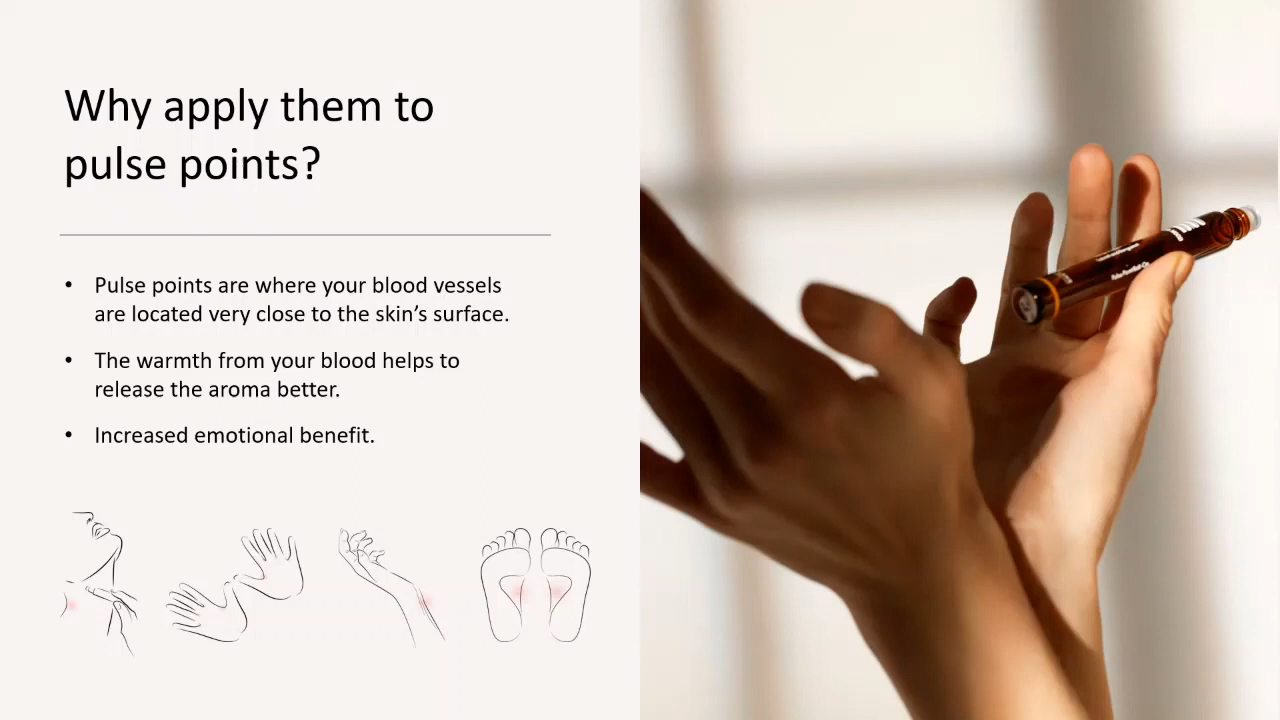 Why apply them to
pulse points?
• Pulse points are where your blood vessels
are located very close to the skin’s surface.
• The warmth from your blood helps to
release the aroma better.
• Increased emotional benefit.